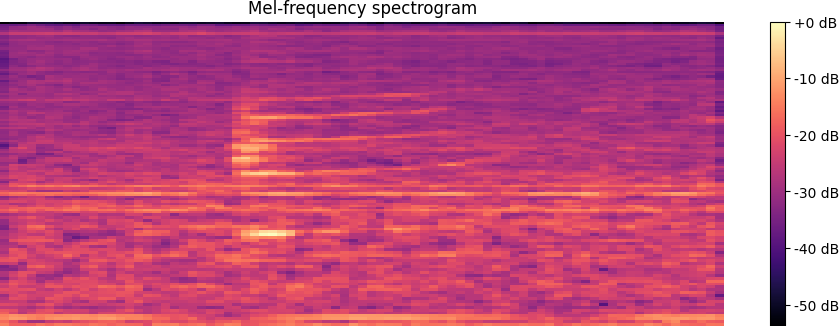 Mel-frequency spectrogram
+0 dB
-10 dB
-20 dB
-30 dB
-40 dB
-50 dB